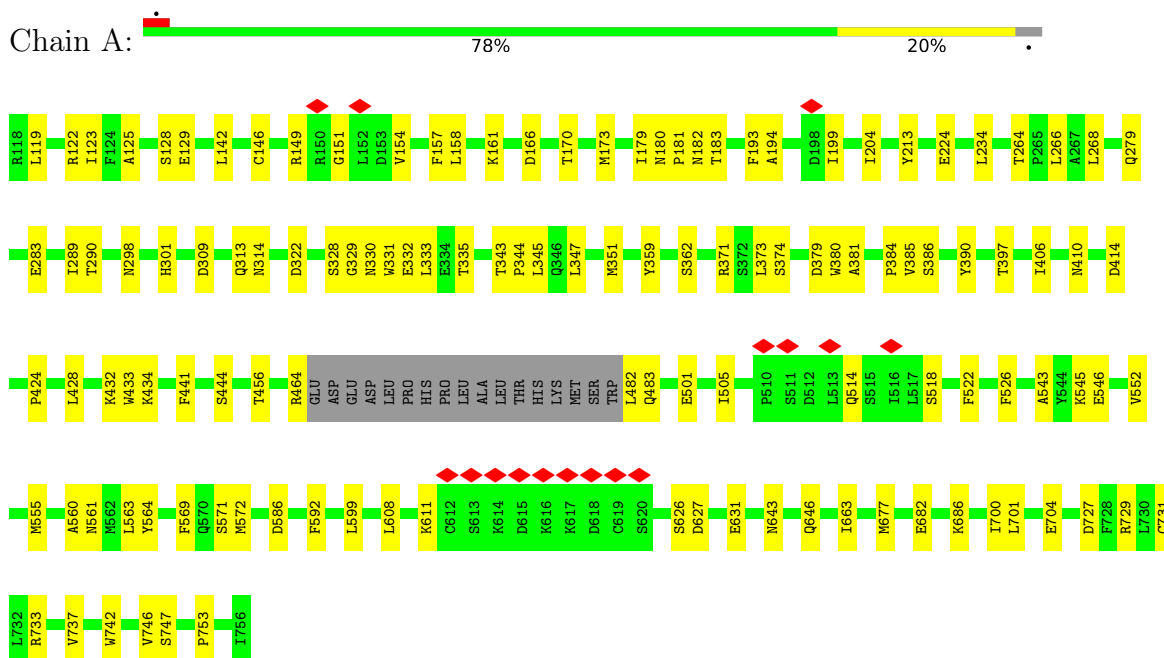 Chain A:
78% 20%
R118 L119 R122 I123 F124 A125 S128 E129 L142 C146 R149 R150 G151 L152 D153 V154 F157 L158 K161 D166 T170 M173 I179 N180 P181 N182 T183 F193 A194 D198 I199 I204 Y213 E224 L234 T264 P265 L266 A267 L268 Q279
E283 I289 T290 N298 H301 D309 Q313 N314 D322 S328 G329 N330 W331 E332 L333 E334 T335 T343 P344 L345 Q346 L347 M351 Y359 S362 R371 S372 L373 S374 D379 W380 A381 P384 V385 S386 Y390 T397 I406 N410 D414
P424 L428 K432 W433 K434 F441 S444 T456 R464 GLU ASP GLU ASP LEU PRO HIS PRO LEU ALA LEU THR HIS LYS MET SER TRP L482 Q483 E501 I505 P510 S511 D512 L513 Q514 S515 I516 L517 S518 F522 F526 A543 Y544 K545 E546 V552
M555 A560 N561 M562 L563 Y564 F569 Q570 S571 M572 D586 F592 L599 L608 K611 C612 S613 K614 D615 K616 K617 D618 C619 S620 S626 D627 E631 N643 Q646 I663 M677 E682 K686 I700 L701 E704 D727 F728 R729 L730 C731
L732 R733 V737 W742 V746 S747 P753 I756